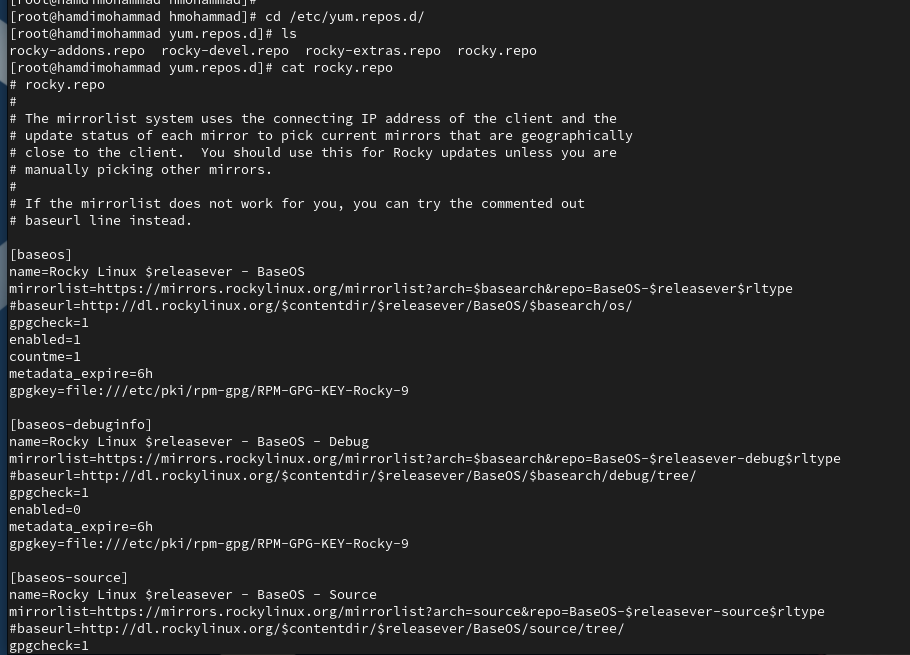 [root@hamdimohammad hmohammad]#
[root@hamdimohammad hmohammad]# cd /etc/yum.repos.d/
[root@hamdimohammad yum.repos.d]# ls
rocky-addons.repo  rocky-devel.repo  rocky-extras.repo  rocky.repo
[root@hamdimohammad yum.repos.d]# cat rocky.repo
# rocky.repo
#
# The mirrorlist system uses the connecting IP address of the client and the
# update status of each mirror to pick current mirrors that are geographically
# close to the client.  You should use this for Rocky updates unless you are
# manually picking other mirrors.
#
# If the mirrorlist does not work for you, you can try the commented out
# baseurl line instead.

[baseos]
name=Rocky Linux $releasever - BaseOS
mirrorlist=https://mirrors.rockylinux.org/mirrorlist?arch=$basearch&repo=BaseOS-$releasever$rltype
#baseurl=http://dl.rockylinux.org/$contentdir/$releasever/BaseOS/$basearch/os/
gpgcheck=1
enabled=1
countme=1
metadata_expire=6h
gpgkey=file:///etc/pki/rpm-gpg/RPM-GPG-KEY-Rocky-9

[baseos-debuginfo]
name=Rocky Linux $releasever - BaseOS - Debug
mirrorlist=https://mirrors.rockylinux.org/mirrorlist?arch=$basearch&repo=BaseOS-$releasever-debug$rltype
#baseurl=http://dl.rockylinux.org/$contentdir/$releasever/BaseOS/$basearch/debug/tree/
gpgcheck=1
enabled=0
metadata_expire=6h
gpgkey=file:///etc/pki/rpm-gpg/RPM-GPG-KEY-Rocky-9

[baseos-source]
name=Rocky Linux $releasever - BaseOS - Source
mirrorlist=https://mirrors.rockylinux.org/mirrorlist?arch=source&repo=BaseOS-$releasever-source$rltype
#baseurl=http://dl.rockylinux.org/$contentdir/$releasever/BaseOS/source/tree/
gpgcheck=1